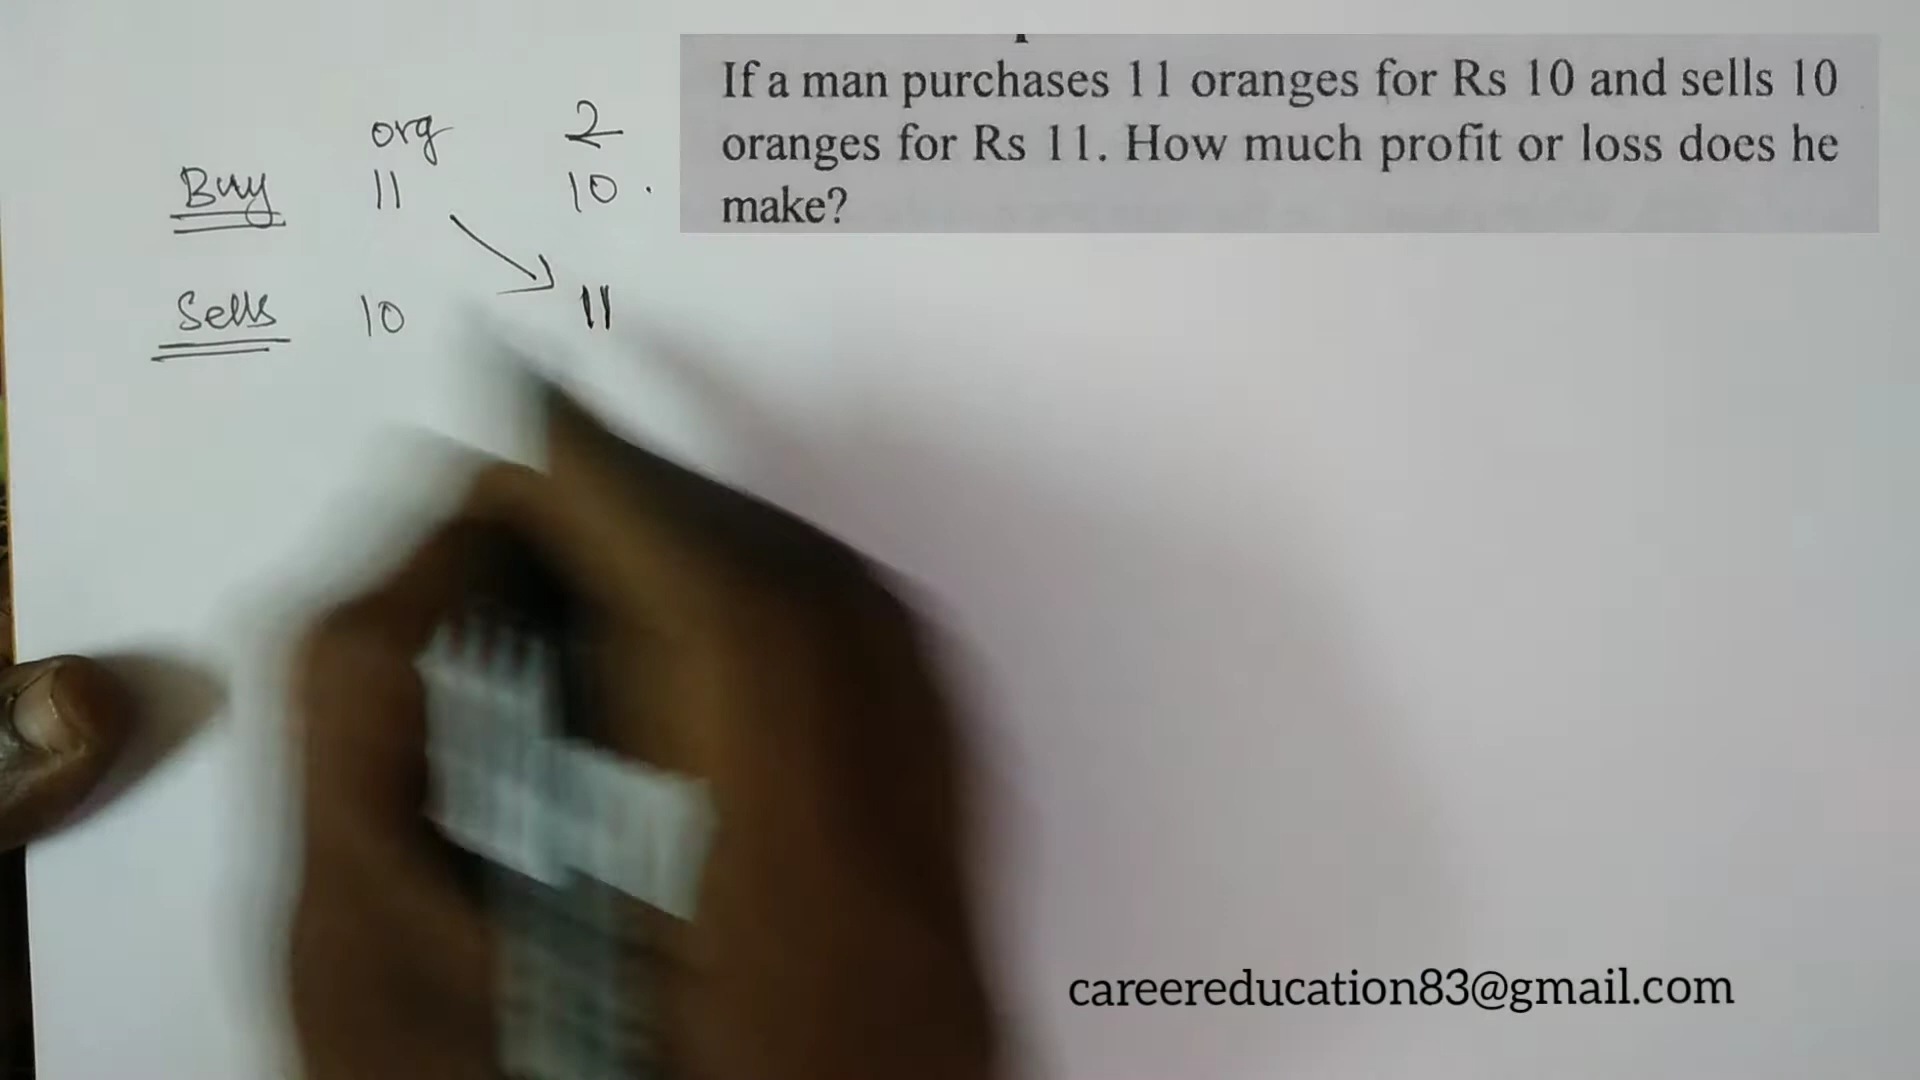 If a man purchases 11 oranges for Rs 10 and sells 10
oranges for Rs 11. How much profit or loss does he
make?
org 2
Buy 11 10.
Sells 10 11
careereducation83@gmail.com